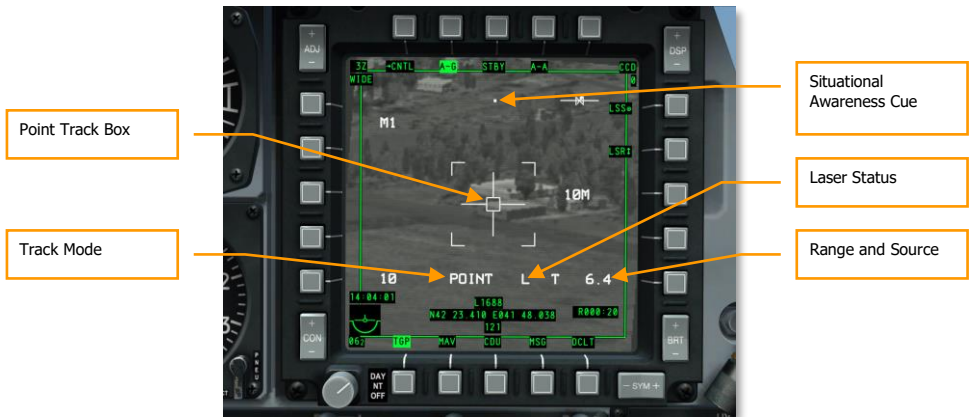 ADJ
DSP
3Z →CNTL A-G STBY A-A CCD
WIDE 0
LSS
LSR
M1
M
10M
10 POINT L T 6.4
14:04:01
L1688
N42 23.410 E041 48.038 R000:20
121
TGP MAV CDU MSG DCLT
CON
BRT
DAY
NT
OFF
- SYM +
3
Point Track Box
Track Mode
Situational
Awareness Cue
Laser Status
Range and Source